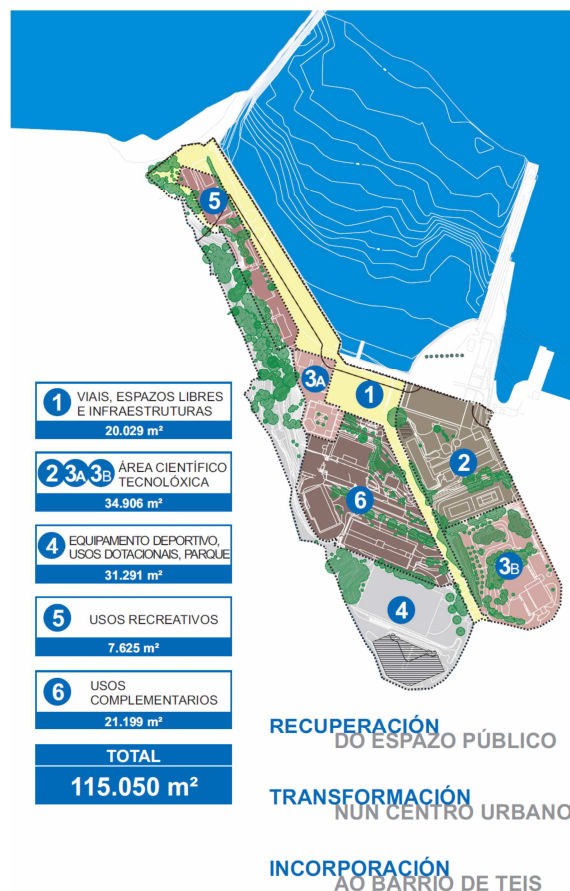 5
3A
1
2
6
3B
4
1 VIAIS, ESPAZOS LIBRES
E INFRAESTRUTURAS
20.029 m²
2 3A 3B ÁREA CIENTÍFICO
TECNOLÓXICA
34.906 m²
4 EQUIPAMENTO DEPORTIVO,
USOS DOTACIONAIS, PARQUE
31.291 m²
5 USOS RECREATIVOS
7.625 m²
6 USOS
COMPLEMENTARIOS
21.199 m²
TOTAL
115.050 m²
RECUPERACIÓN
DO ESPAZO PÚBLICO
TRANSFORMACIÓN
NUN CENTRO URBANO
INCORPORACIÓN
AO BARRIO DE TEIS